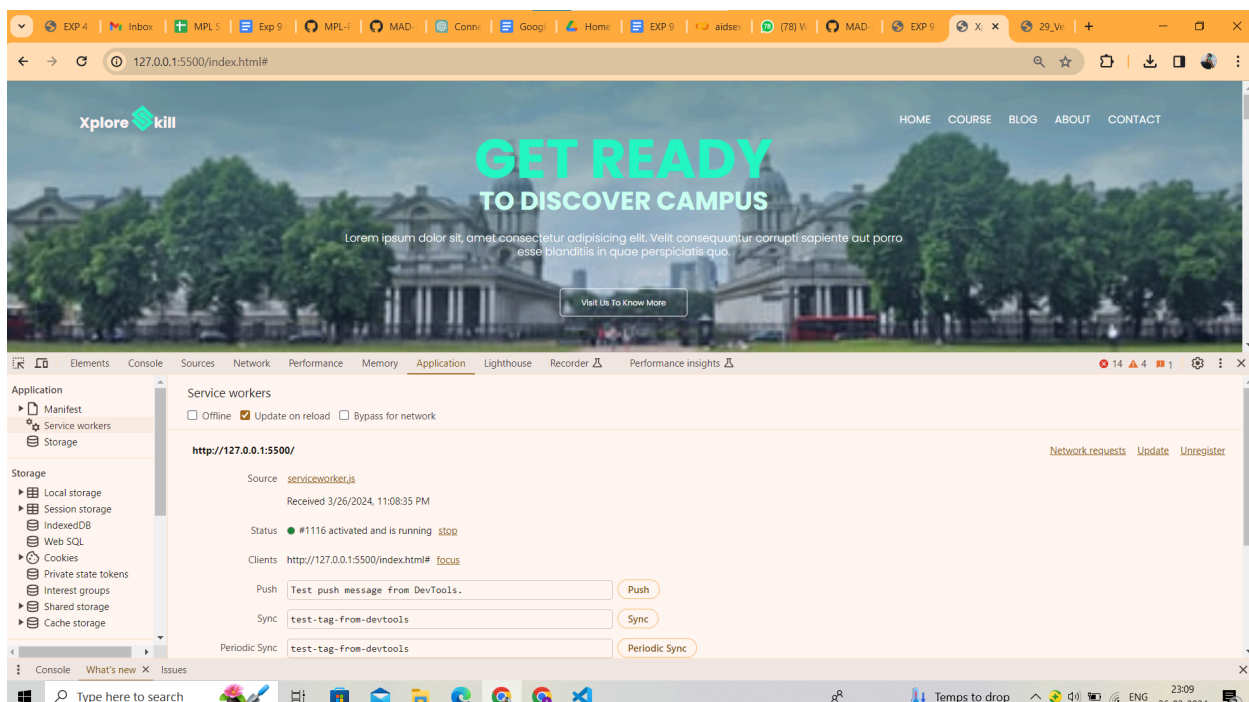 EXP 4 Inbox MPL S Exp 9 MPL-F MAD- Conne Googl Home EXP 9 aidsex (78) W MAD- EXP 9 X 29_Ve
127.0.0.1:5500/index.html#
Xplore Skill HOME COURSE BLOG ABOUT CONTACT
GET READY
TO DISCOVER CAMPUS
Lorem ipsum dolor sit, amet consectetur adipisicing elit. Velit consequuntur corrupti sapiente aut porro
esse blanditiis in quae perspiciatis quo.
Visit Us To Know More
Elements Console Sources Network Performance Memory Application Lighthouse Recorder Performance insights 14 4 1
Application
Manifest
Service workers
Storage
Storage
Local storage
Session storage
IndexedDB
Web SQL
Cookies
Private state tokens
Interest groups
Shared storage
Cache storage
Service workers
Offline Update on reload Bypass for network
http://127.0.0.1:5500/ Network requests Update Unregister
Source serviceworker.js
Received 3/26/2024, 11:08:35 PM
Status #1116 activated and is running stop
Clients http://127.0.0.1:5500/index.html# focus
Push Test push message from DevTools. Push
Sync test-tag-from-devtools Sync
Periodic Sync test-tag-from-devtools Periodic Sync
Console What's new Issues
Type here to search Temps to drop ENG 23:09